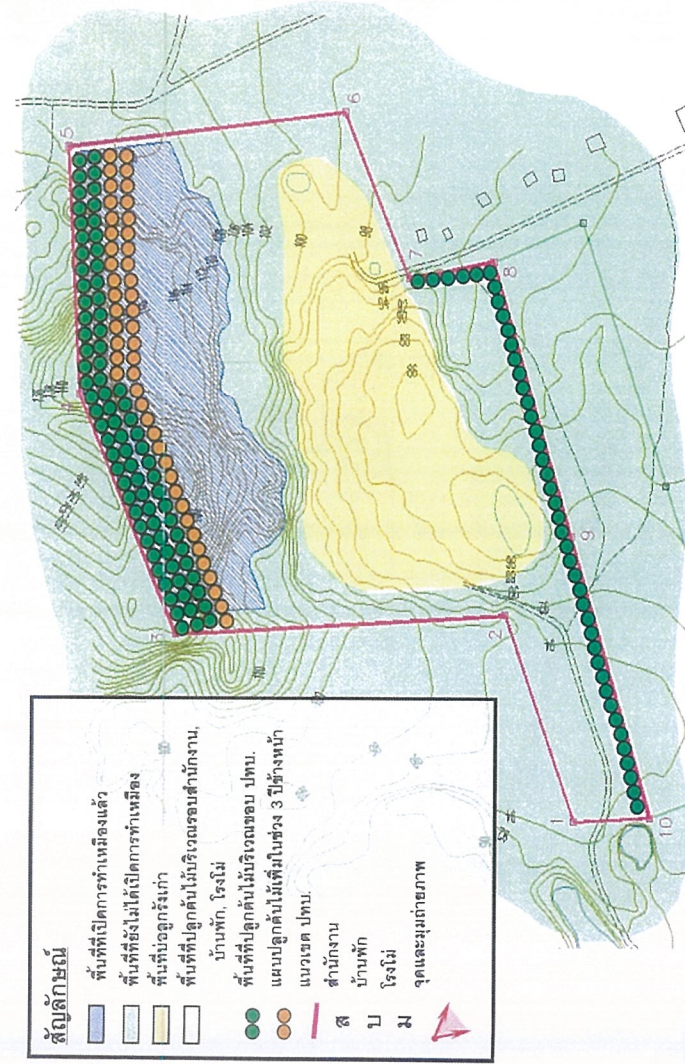 สัญลักษณ์
พื้นที่ที่เปิดการทำเหมืองแล้ว
พื้นที่ที่ยังไม่ได้เปิดการทำเหมือง
พื้นที่บ่อลูกรังเก่า
พื้นที่ที่ปลูกต้นไม้บริเวณรอบสำนักงาน,
บ้านพัก, โรงโม่
พื้นที่ที่ปลูกต้นไม้บริเวณขอบ ปทบ.
แผนปลูกต้นไม้เพิ่มในช่วง 3 ปีข้างหน้า
แนวเขต ปทบ.
ส สำนักงาน
บ บ้านพัก
ม โรงโม่
จุดและมุมถ่ายภาพ
1
2
3
4
5
6
7
8
9
10
102
100
98